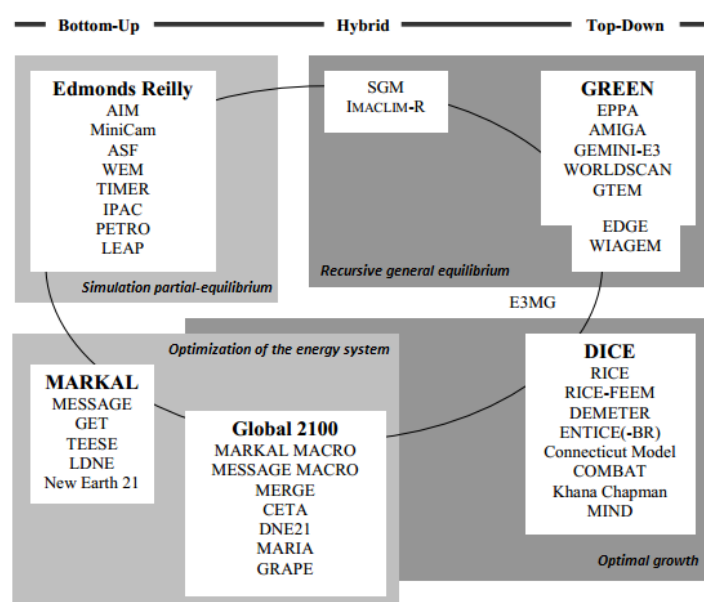 Bottom-Up
Hybrid
Top-Down
Edmonds Reilly
AIM
MiniCam
ASF
WEM
TIMER
IPAC
PETRO
LEAP
Simulation partial-equilibrium
SGM
IMACLIM-R
GREEN
EPPA
AMIGA
GEMINI-E3
WORLDSCAN
GTEM
EDGE
WIAGEM
Recursive general equilibrium
E3MG
Optimization of the energy system
MARKAL
MESSAGE
GET
TEESE
LDNE
New Earth 21
Global 2100
MARKAL MACRO
MESSAGE MACRO
MERGE
CETA
DNE21
MARIA
GRAPE
DICE
RICE
RICE-FEEM
DEMETER
ENTICE(-BR)
Connecticut Model
COMBAT
Khana Chapman
MIND
Optimal growth